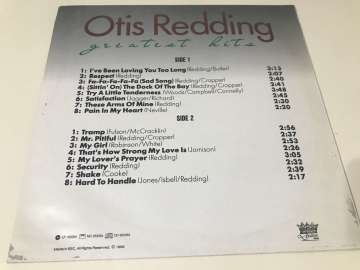 Otis Redding
greatest hits
SIDE 1
1: I've Been Loving You Too Long (Redding/Butler) 3:13
2: Respect (Redding) 2:07
3: Fa-Fa-Fa-Fa-Fa (Sad Song) (Redding/Cropper) 2:40
4: (Sittin' On) The Dock Of The Bay (Redding/Cropper) 2:41
5: Try A Little Tenderness (Woods/Campbell/Connelly) 3:48
6: Satisfaction (Jagger/Richard) 2:45
7: These Arms Of Mine (Redding) 2:30
8: Pain In My Heart (Neville) 2:20
SIDE 2
1: Tramp (Fulson/McCracklin) 2:56
2: Mr. Pitiful (Redding/Cropper) 2:37
3: My Girl (Robinson/White) 2:53
4: That's How Strong My Love Is (Jamison) 2:26
5: My Lover's Prayer (Redding) 3:05
6: Security (Redding) 2:32
7: Shake (Cooke) 2:39
8: Hard To Handle (Jones/Isbell/Redding) 2:17
All Rights Reserved